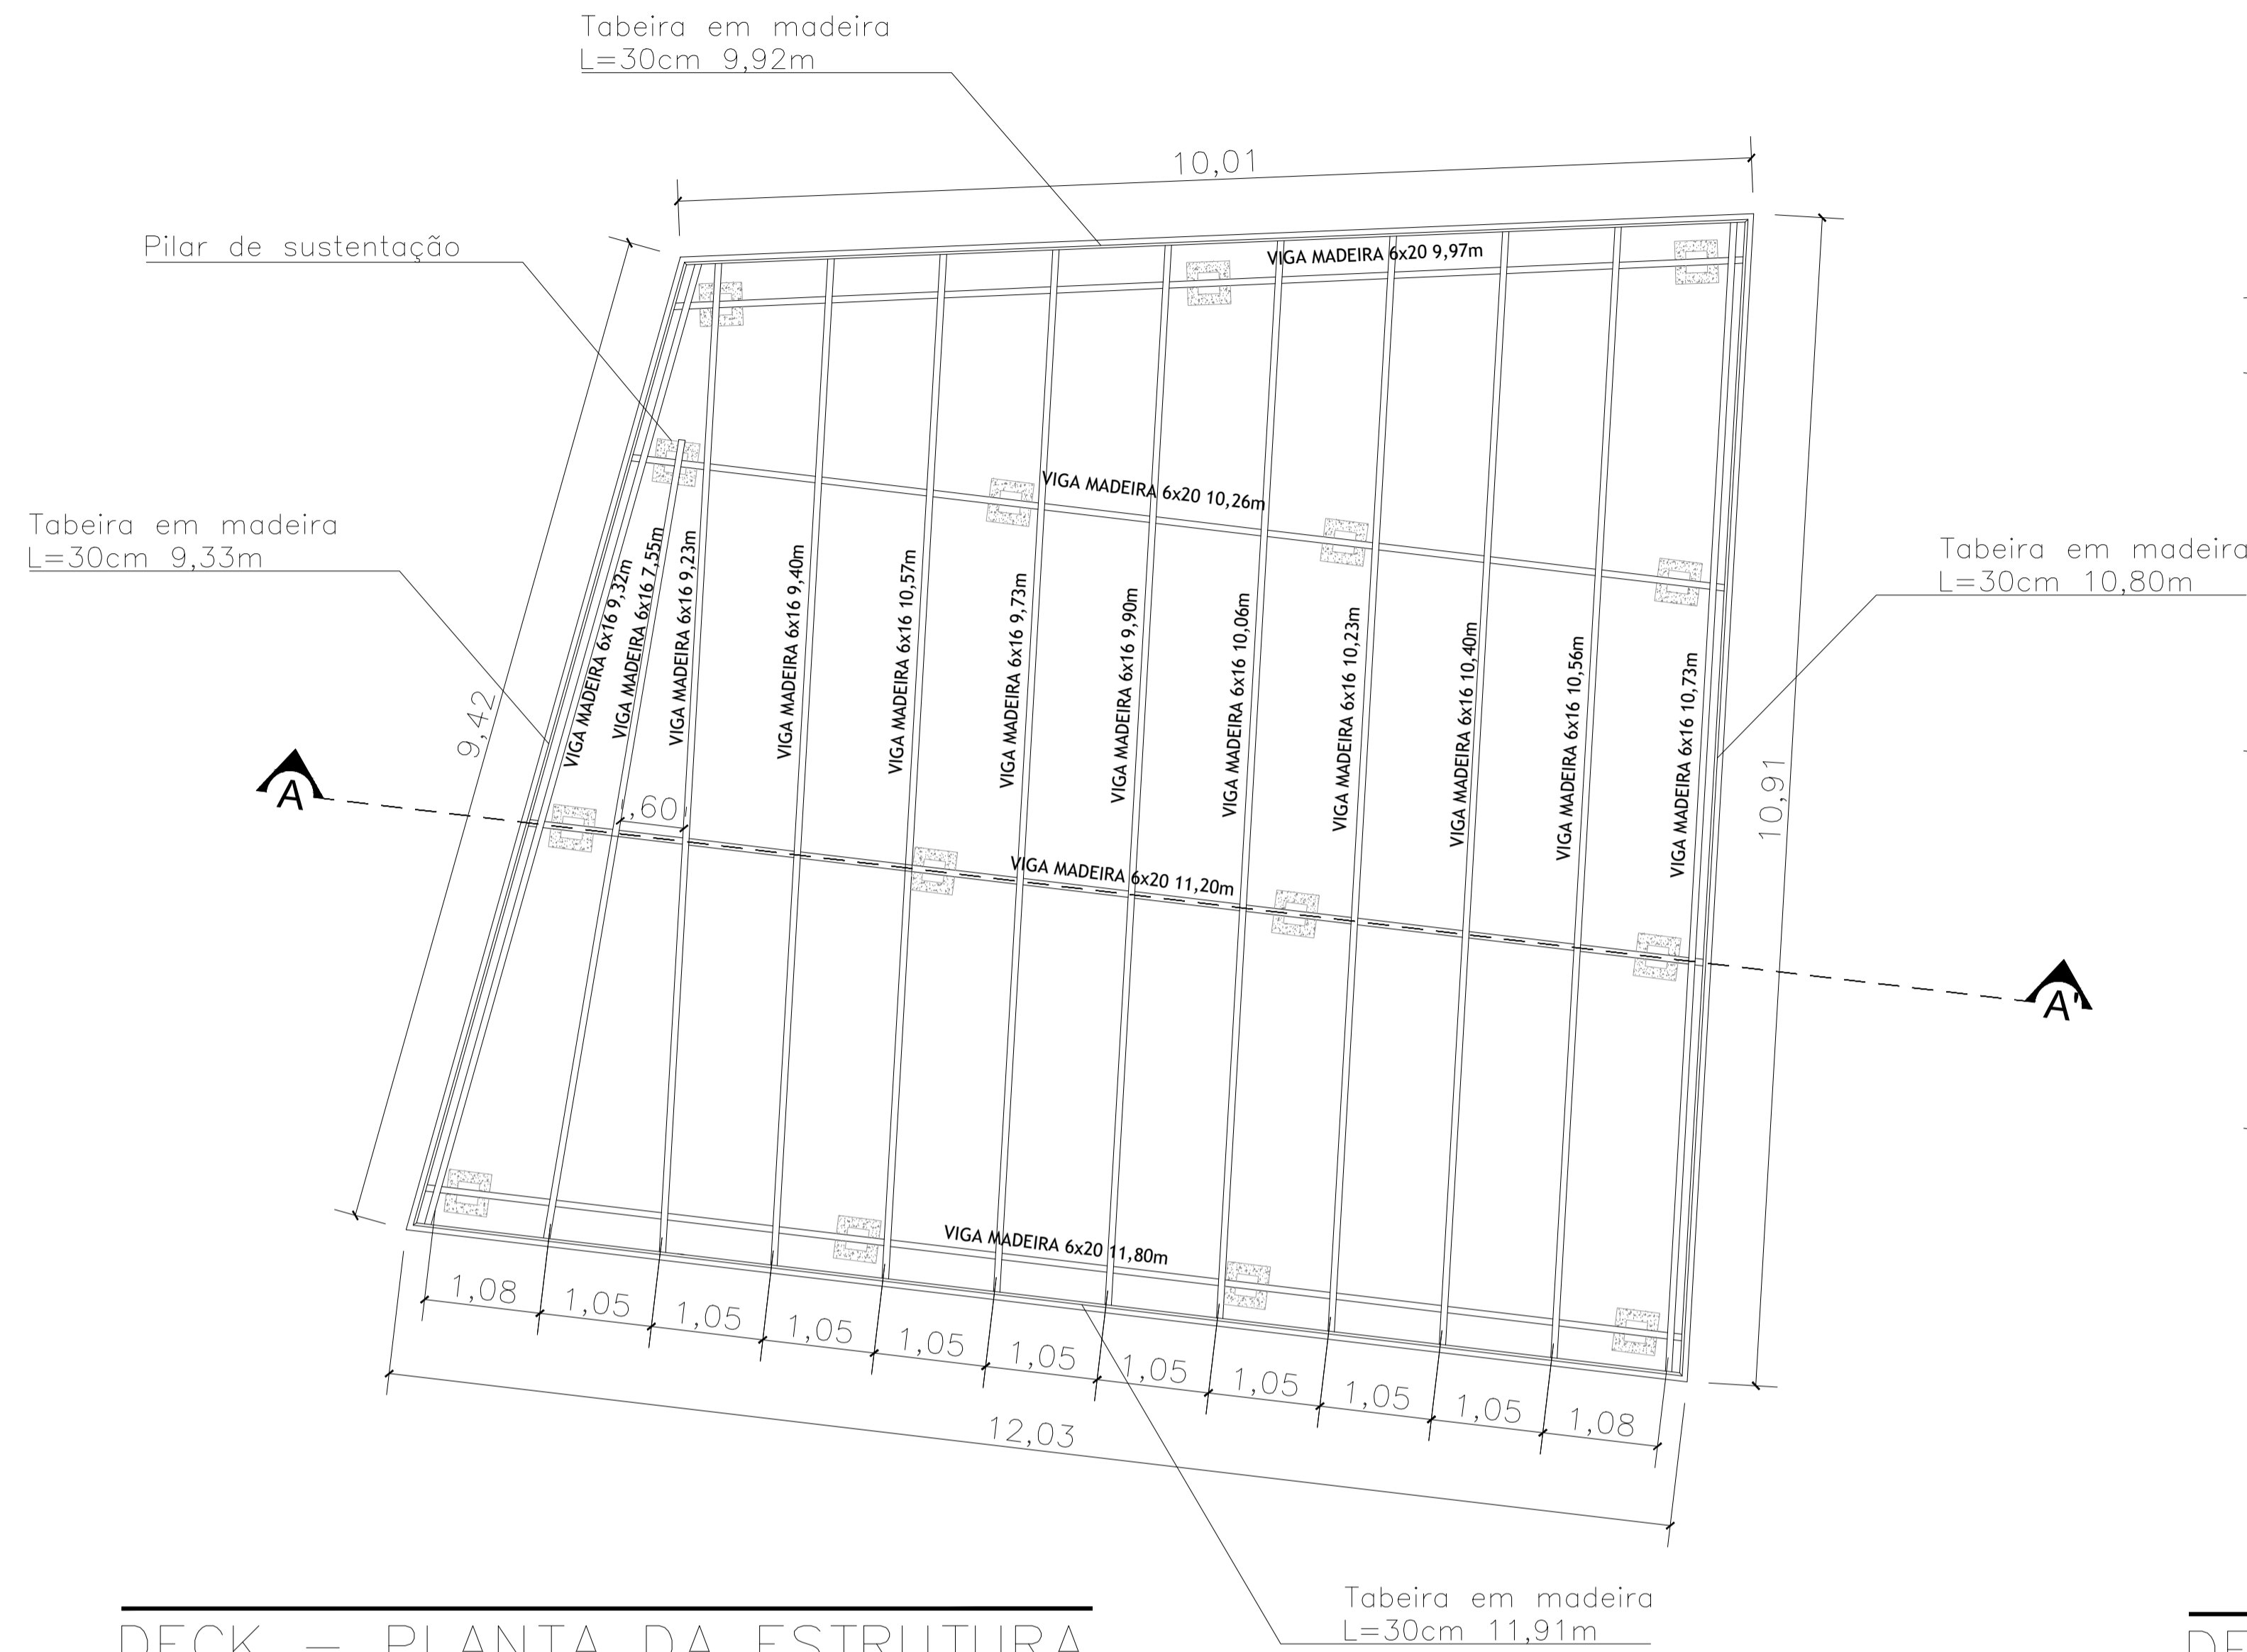 Tabeira em madeira
L=30cm 9,92m
10,01
Pilar de sustentação
VIGA MADEIRA 6x20 9,97m
VIGA MADEIRA 6x20 10,26m
Tabeira em madeira
L=30cm 9,33m
Tabeira em madeira
L=30cm 10,80m
9,42
VIGA MADEIRA 6x16 9,32m
VIGA MADEIRA 6x16 7,55m
VIGA MADEIRA 6x16 9,23m
VIGA MADEIRA 6x16 9,40m
VIGA MADEIRA 6x16 10,57m
VIGA MADEIRA 6x16 9,73m
VIGA MADEIRA 6x16 9,90m
VIGA MADEIRA 6x16 10,06m
VIGA MADEIRA 6x16 10,23m
VIGA MADEIRA 6x16 10,40m
VIGA MADEIRA 6x16 10,56m
VIGA MADEIRA 6x16 10,73m
10,91
A
,60
VIGA MADEIRA 6x20 11,20m
A'
VIGA MADEIRA 6x20 11,80m
1,08
1,05
1,05
1,05
1,05
1,05
1,05
1,05
1,05
1,05
1,08
12,03
Tabeira em madeira
L=30cm 11,91m
DECK – PLANTA DA ESTRUTURA
DE